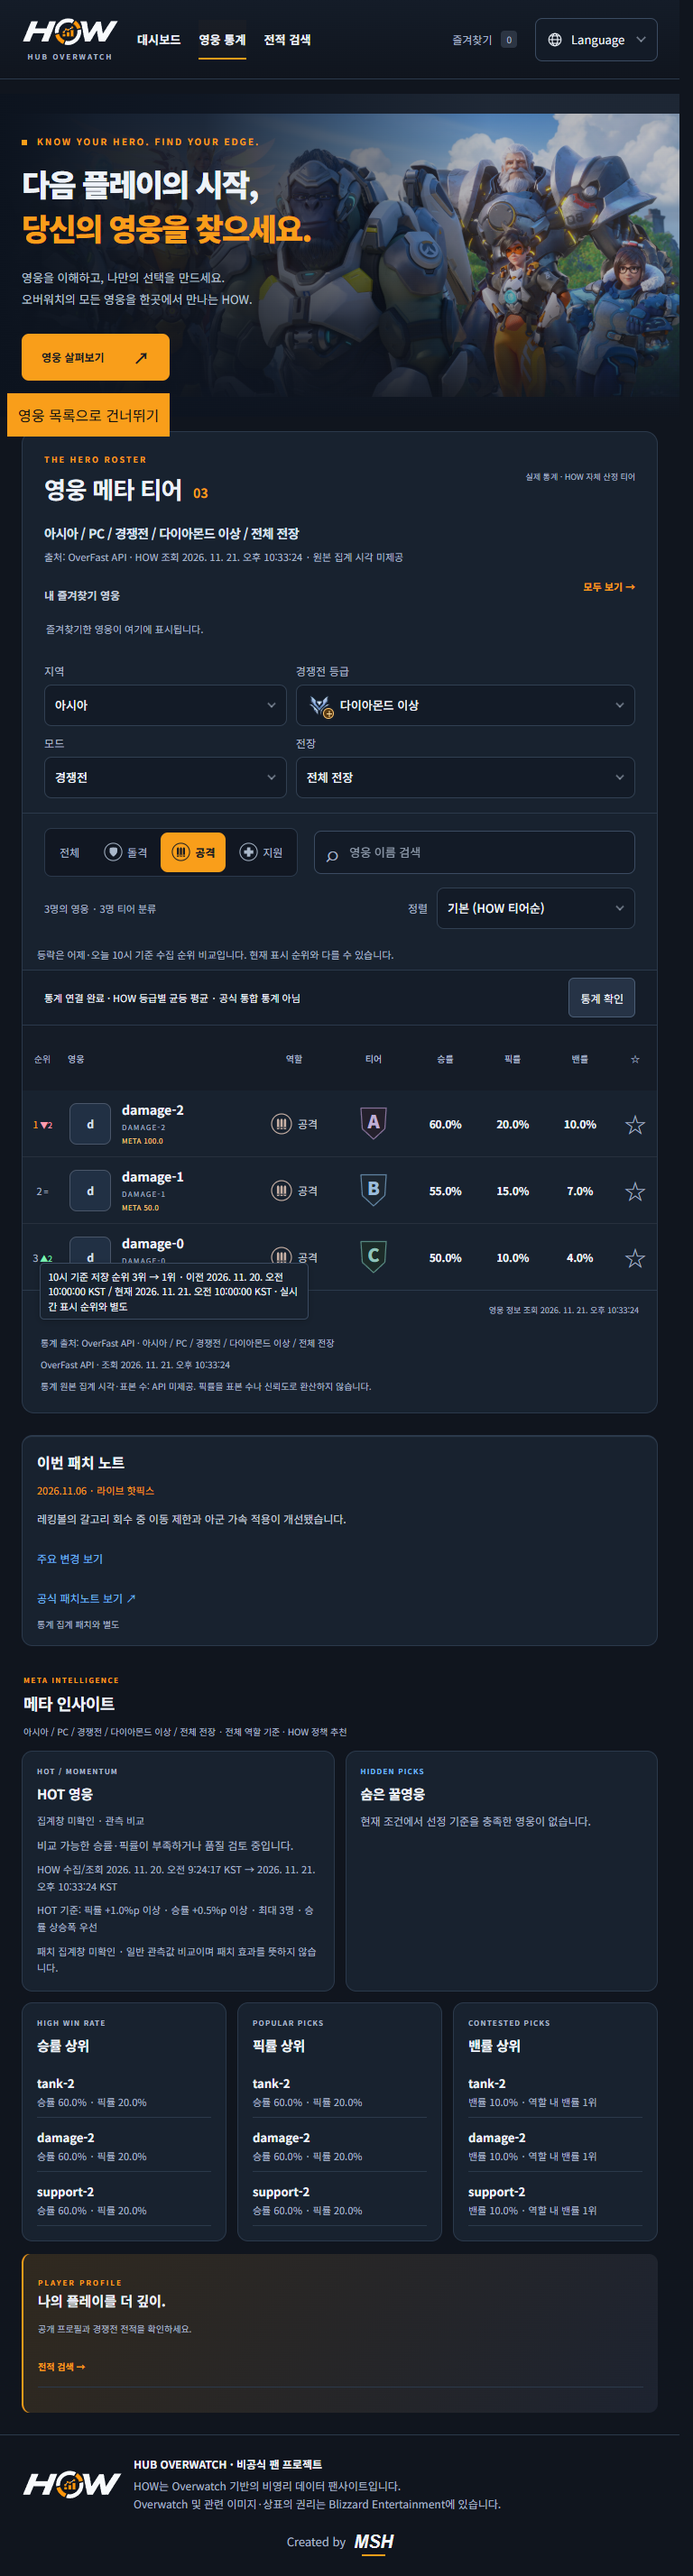 HOW
HUB OVERWATCH
대시보드
영웅 통계
전적 검색
즐겨찾기 0
Language
KNOW YOUR HERO. FIND YOUR EDGE.
다음 플레이의 시작,
당신의 영웅을 찾으세요.
영웅을 이해하고, 나만의 선택을 만드세요.
오버워치의 모든 영웅을 한곳에서 만나는 HOW.
영웅 살펴보기 ↗
영웅 목록으로 건너뛰기
THE HERO ROSTER
영웅 메타 티어 03
실제 통계 · HOW 자체 산정 티어
아시아 / PC / 경쟁전 / 다이아몬드 이상 / 전체 전장
출처: OverFast API · HOW 조회 2026. 11. 21. 오후 10:33:24 · 원본 집계 시각 미제공
내 즐겨찾기 영웅
모두 보기 →
즐겨찾기한 영웅이 여기에 표시됩니다.
지역
경쟁전 등급
아시아
다이아몬드 이상
모드
전장
경쟁전
전체 전장
전체
돌격
공격
지원
영웅 이름 검색
3명의 영웅 · 3명 티어 분류
정렬
기본 (HOW 티어순)
등락은 어제·오늘 10시 기준 수집 순위 비교입니다. 현재 표시 순위와 다를 수 있습니다.
통계 연결 완료 · HOW 등급별 균등 평균 · 공식 통합 통계 아님
통계 확인
순위 영웅 역할 티어 승률 픽률 밴률 ☆
1 ▼2 d damage-2 공격 A 60.0% 20.0% 10.0% ☆
DAMAGE-2
META 100.0
2 = d damage-1 공격 B 55.0% 15.0% 7.0% ☆
DAMAGE-1
META 50.0
3 ▲2 d damage-0 공격 C 50.0% 10.0% 4.0% ☆
DAMAGE-0
10시 기준 저장 순위 3위 → 1위 · 이전 2026. 11. 20. 오전
10:00:00 KST / 현재 2026. 11. 21. 오전 10:00:00 KST · 실시
간 표시 순위와 별도
영웅 정보 조회 2026. 11. 21. 오후 10:33:24
통계 출처: OverFast API · 아시아 / PC / 경쟁전 / 다이아몬드 이상 / 전체 전장
OverFast API · 조회 2026. 11. 21. 오후 10:33:24
통계 원본 집계 시각·표본 수: API 미제공. 픽률을 표본 수나 신뢰도로 환산하지 않습니다.
이번 패치 노트
2026.11.06 · 라이브 핫픽스
레킹볼의 갈고리 회수 중 이동 제한과 아군 가속 적용이 개선됐습니다.
주요 변경 보기
공식 패치노트 보기 ↗
통계 집계 패치와 별도
META INTELLIGENCE
메타 인사이트
아시아 / PC / 경쟁전 / 다이아몬드 이상 / 전체 전장 · 전체 역할 기준 · HOW 정책 추천
HOT / MOMENTUM
HOT 영웅
집계창 미확인 · 관측 비교
비교 가능한 승률·픽률이 부족하거나 품질 검토 중입니다.
HOW 수집/조회 2026. 11. 20. 오전 9:24:17 KST → 2026. 11. 21.
오후 10:33:24 KST
HOT 기준: 픽률 +1.0%p 이상 · 승률 +0.5%p 이상 · 최대 3명 · 승
률 상승폭 우선
패치 집계창 미확인 · 일반 관측값 비교이며 패치 효과를 뜻하지 않습
니다.
HIDDEN PICKS
숨은 꿀영웅
현재 조건에서 선정 기준을 충족한 영웅이 없습니다.
HIGH WIN RATE
승률 상위
tank-2
승률 60.0% · 픽률 20.0%
damage-2
승률 60.0% · 픽률 20.0%
support-2
승률 60.0% · 픽률 20.0%
POPULAR PICKS
픽률 상위
tank-2
승률 60.0% · 픽률 20.0%
damage-2
승률 60.0% · 픽률 20.0%
support-2
승률 60.0% · 픽률 20.0%
CONTESTED PICKS
밴률 상위
tank-2
밴률 10.0% · 역할 내 밴률 1위
damage-2
밴률 10.0% · 역할 내 밴률 1위
support-2
밴률 10.0% · 역할 내 밴률 1위
PLAYER PROFILE
나의 플레이를 더 깊이.
공개 프로필과 경쟁전 전적을 확인하세요.
전적 검색 →
HOW
HUB OVERWATCH · 비공식 팬 프로젝트
HOW는 Overwatch 기반의 비영리 데이터 팬사이트입니다.
Overwatch 및 관련 이미지·상표의 권리는 Blizzard Entertainment에 있습니다.
Created by MSH